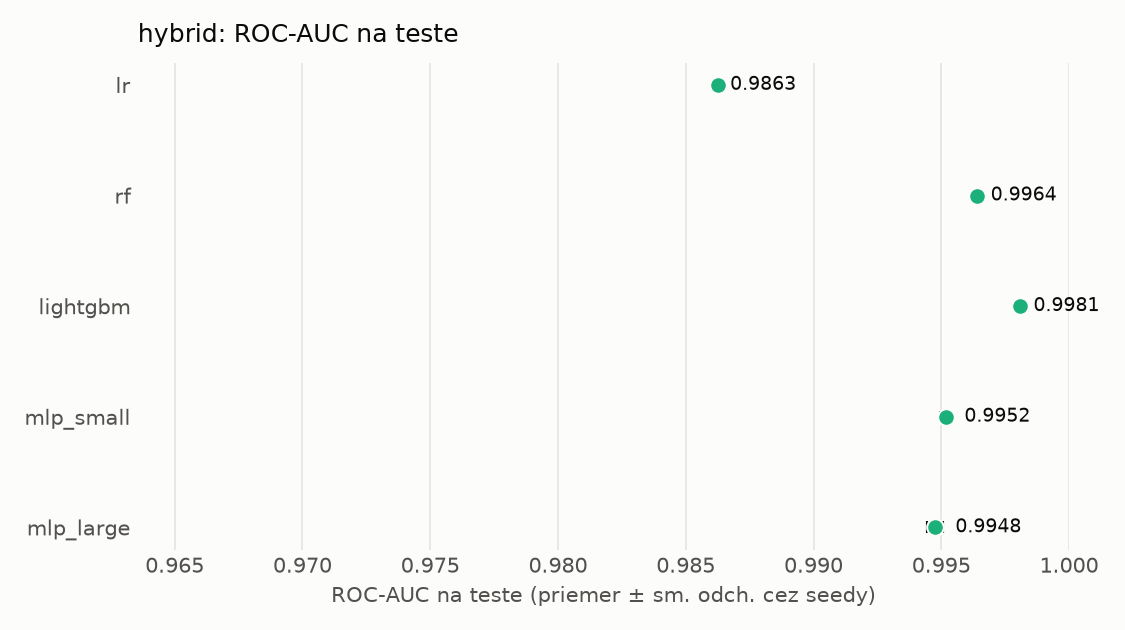 hybrid: ROC-AUC na teste
lr
0.9863
rf
0.9964
lightgbm
0.9981
mlp_small
0.9952
mlp_large
0.9948
0.965 0.970 0.975 0.980 0.985 0.990 0.995 1.000
ROC-AUC na teste (priemer ± sm. odch. cez seedy)